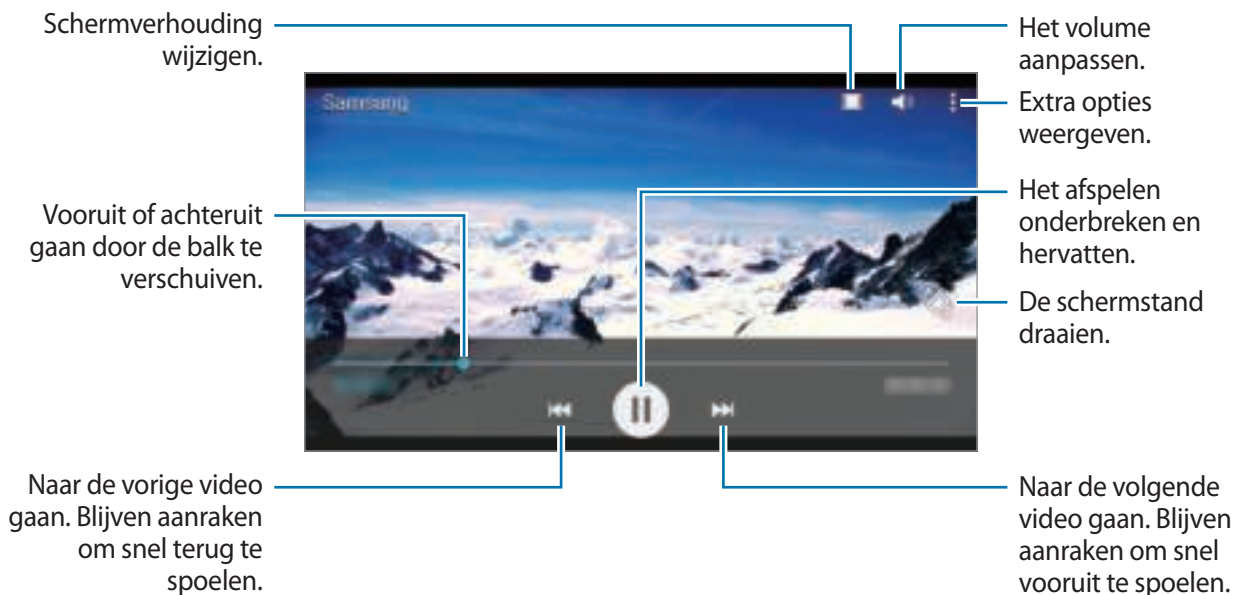 Schermverhouding
wijzigen.
Het volume
aanpassen.
Samsung
Extra opties
weergeven.
Vooruit of achteruit
gaan door de balk te
verschuiven.
Het afspelen
onderbreken en
hervatten.
De schermstand
draaien.
Naar de vorige video
gaan. Blijven aanraken
om snel terug te
spoelen.
Naar de volgende
video gaan. Blijven
aanraken om snel
vooruit te spoelen.